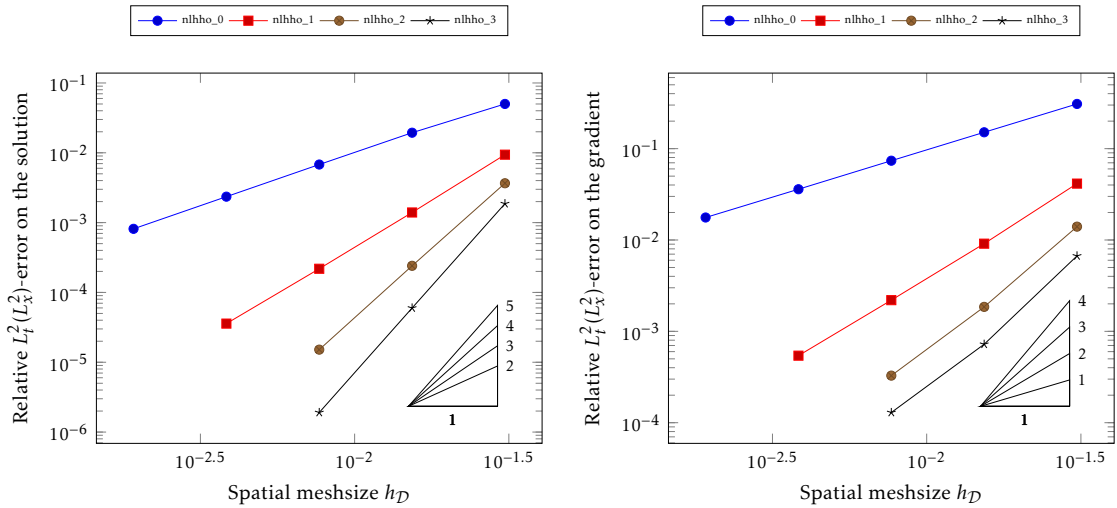 nlhho_0 nlhho_1 nlhho_2 nlhho_3
10^{-1}
10^{-2}
10^{-3}
10^{-4}
10^{-5}
10^{-6}
Relative L_t^2(L_x^2)-error on the solution
5
4
3
2
1
10^{-2.5} 10^{-2} 10^{-1.5}
Spatial meshsize h_𝒟
nlhho_0 nlhho_1 nlhho_2 nlhho_3
10^{-1}
10^{-2}
10^{-3}
10^{-4}
Relative L_t^2(L_x^2)-error on the gradient
4
3
2
1
1
10^{-2.5} 10^{-2} 10^{-1.5}
Spatial meshsize h_𝒟